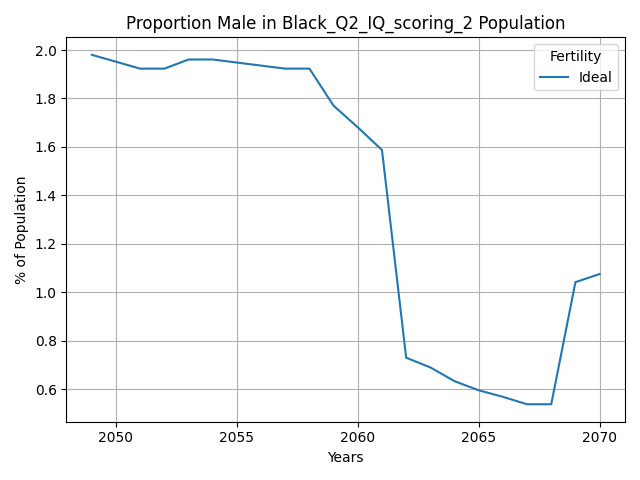 Proportion Male in Black_Q2_IQ_scoring_2 Population
Fertility
Ideal
% of Population
2.0
1.8
1.6
1.4
1.2
1.0
0.8
0.6
2050
2055
2060
2065
2070
Years